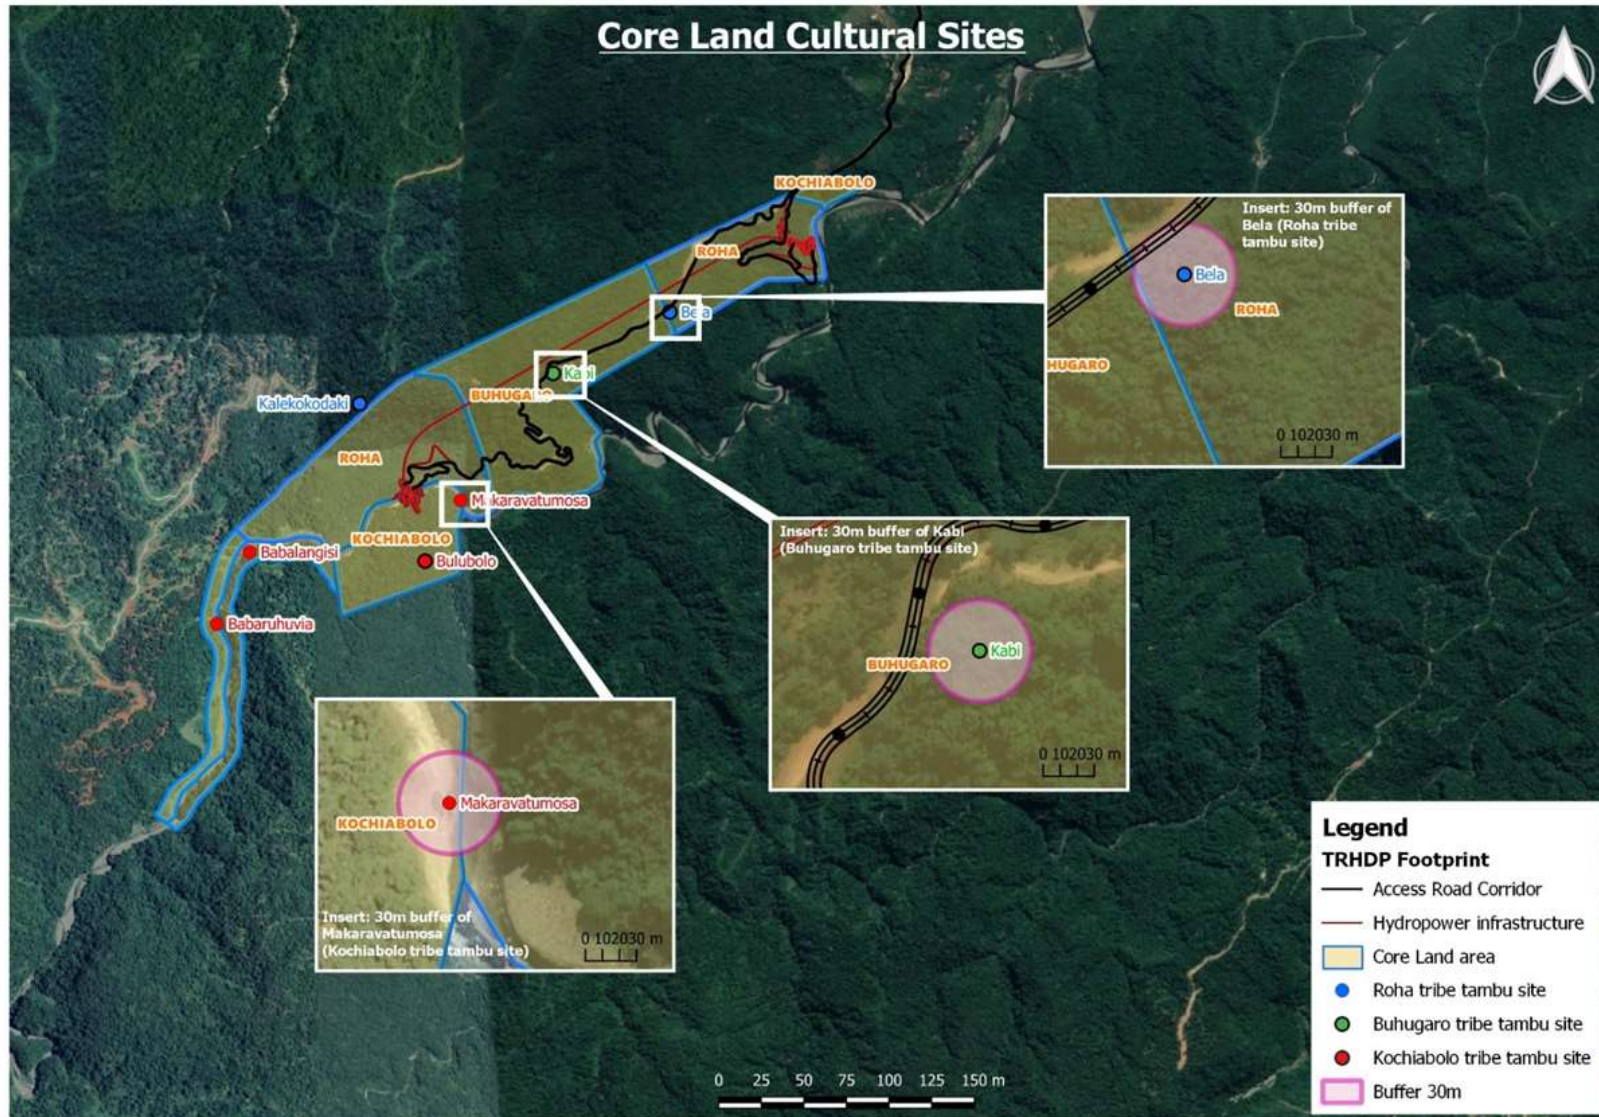 Core Land Cultural Sites
KOCHIABOLO
ROHA
Bela
Kabi
BUHUGARO
Kalekokodaki
ROHA
Makaravatumosa
KOCHIABOLO
Babalangisi
Bulubolo
Babaruhuvia
Insert: 30m buffer of
Bela (Roha tribe
tambu site)
Bela
ROHA
HUGARO
0 102030 m
Insert: 30m buffer of Kabi
(Buhugaro tribe tambu site)
Kabi
BUHUGARO
0 102030 m
Makaravatumosa
KOCHIABOLO
Insert: 30m buffer of
Makaravatumosa
(Kochiabolo tribe tambu site)
0 102030 m
Legend
TRHDP Footprint
Access Road Corridor
Hydropower infrastructure
Core Land area
Roha tribe tambu site
Buhugaro tribe tambu site
Kochiabolo tribe tambu site
Buffer 30m
0 25 50 75 100 125 150 m